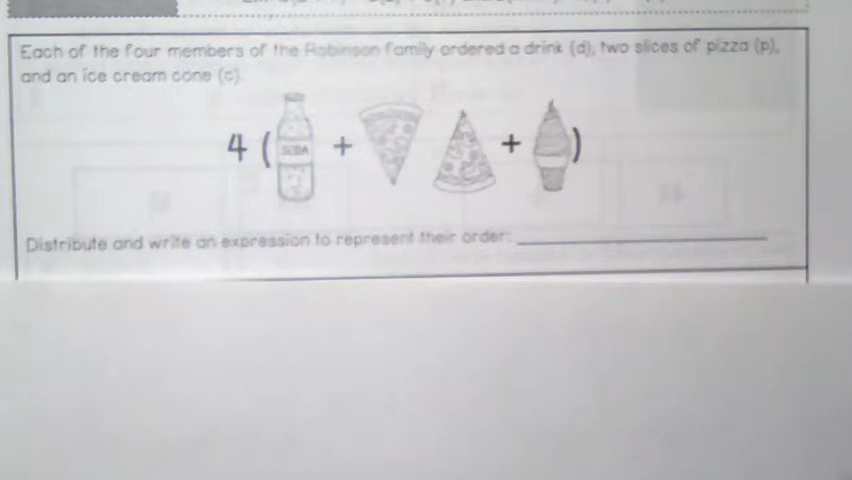 Each of the four members of the Robinson family ordered a drink (d), two slices of pizza (p),
and an ice cream cone (c).
4 ( + + )
SODA
Distribute and write an expression to represent their order: